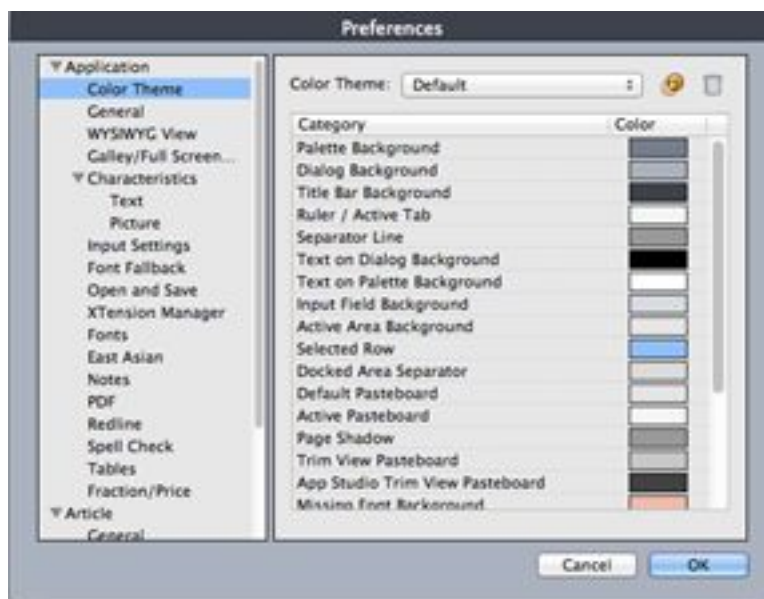 Preferences
Application
Color Theme
General
WYSIWYG View
Galley/Full Screen...
Characteristics
Text
Picture
Input Settings
Font Fallback
Open and Save
XTension Manager
Fonts
East Asian
Notes
PDF
Redline
Spell Check
Tables
Fraction/Price
Article
General
Color Theme: Default
Category Color
Palette Background
Dialog Background
Title Bar Background
Ruler / Active Tab
Separator Line
Text on Dialog Background
Text on Palette Background
Input Field Background
Active Area Background
Selected Row
Docked Area Separator
Default Pasteboard
Active Pasteboard
Page Shadow
Trim View Pasteboard
App Studio Trim View Pasteboard
Missing Font Background
Cancel OK